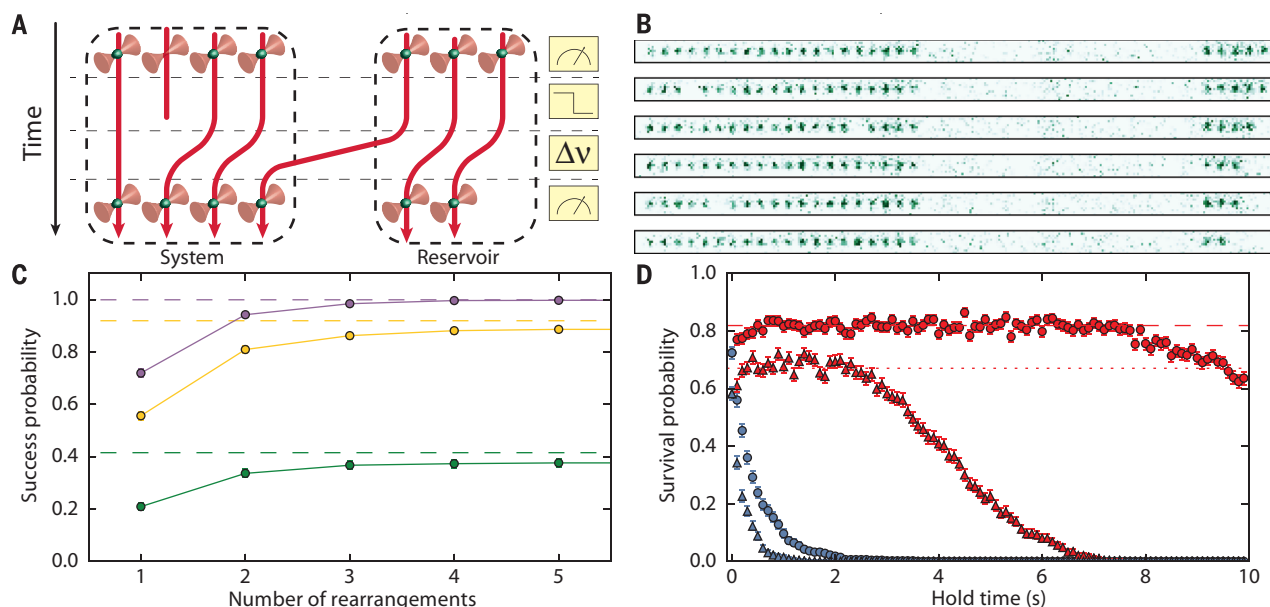 A
Time
Δν
System
Reservoir
B
C
Success probability
1.0
0.8
0.6
0.4
0.2
0.0
1 2 3 4 5
Number of rearrangements
D
Survival probability
1.0
0.8
0.6
0.4
0.2
0.0
0 2 4 6 8 10
Hold time (s)